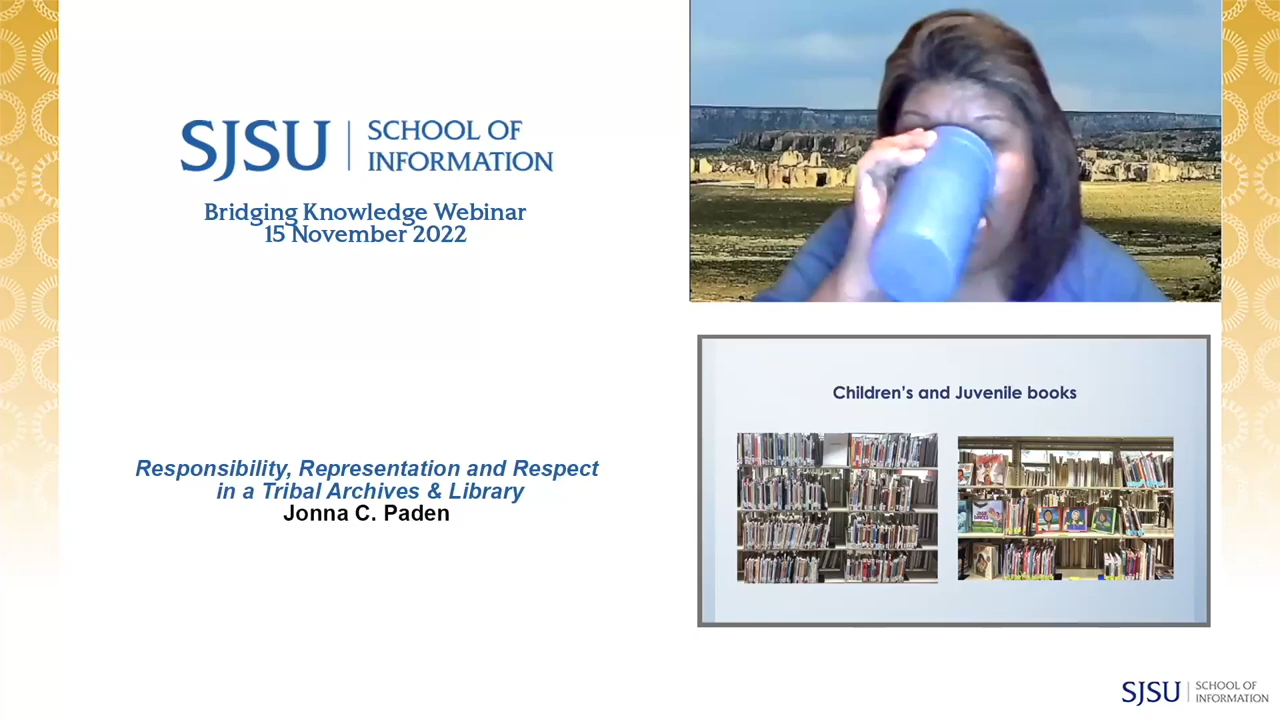 SJSU
SCHOOL OF
INFORMATION
Bridging Knowledge Webinar
15 November 2022
Responsibility, Representation and Respect
in a Tribal Archives & Library
Jonna C. Paden
Children's and Juvenile books
SJSU
SCHOOL OF
INFORMATION